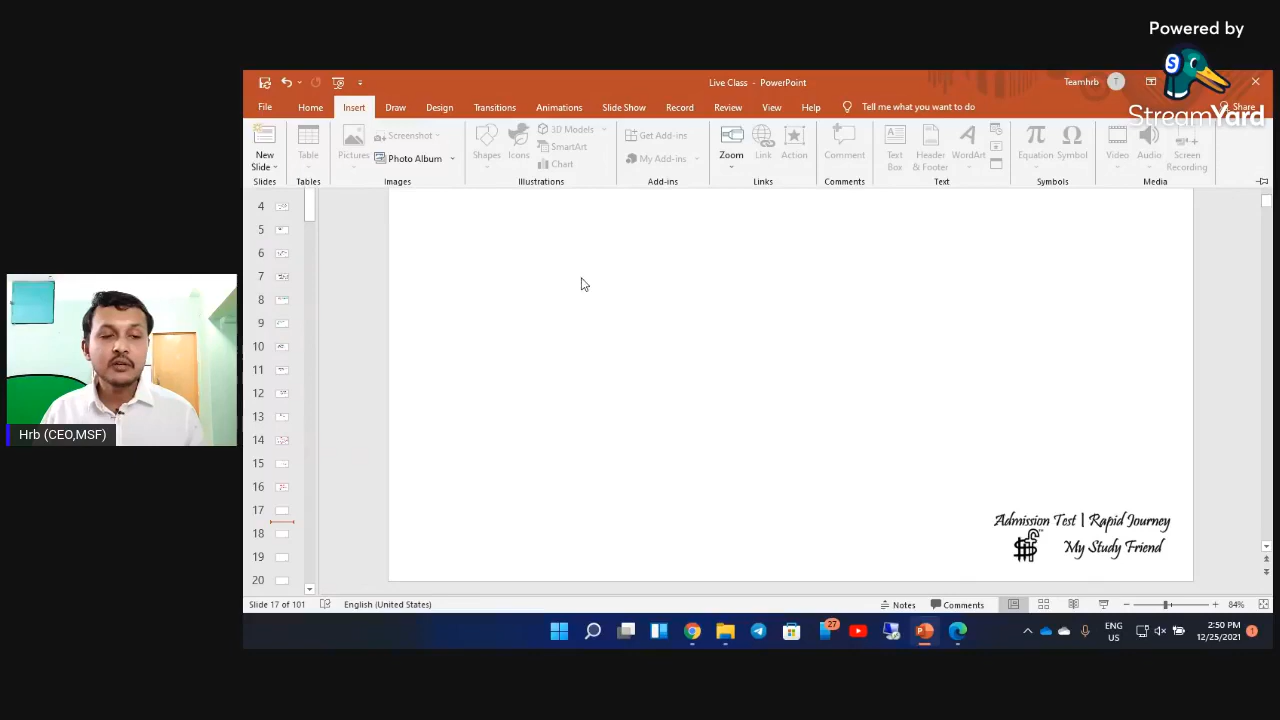 Powered by
StreamYard
Live Class - PowerPoint
Teamhrb
T
File Home Insert Draw Design Transitions Animations Slide Show Record Review View Help Tell me what you want to do
Share
New Slide
Table
Pictures
Screenshot
Photo Album
Shapes
Icons
3D Models
SmartArt
Chart
Get Add-ins
My Add-ins
Zoom
Link
Action
Comment
Text Box
Header & Footer
WordArt
Equation
Symbol
Video
Audio
Screen Recording
Slides Tables Images Illustrations Add-ins Links Comments Text Symbols Media
4
5
6
7
8
9
10
11
12
13
14
15
16
17
18
19
20
Hrb (CEO,MSF)
Admission Test | Rapid Journey
My Study Friend
Slide 17 of 101 English (United States) Notes Comments 84%
27
ENG
US
2:50 PM
12/25/2021
1